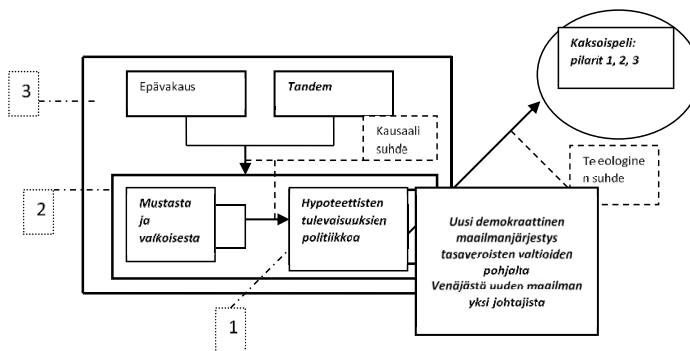 Kaksoispeli:
pilarit 1, 2, 3
3
Epävakaus
Tandem
Kausaali
suhde
Te eologine
n suhde
2
Mustasta
ja
valkoisesta
Hypoteettisten
tulevaisuuksien
politiikkaa
Uusi demokraattinen
maailmanjärjestys
tasaveroisten valtioiden
pohjalta
Venäjästä uuden maailman
yksi johtajista
1